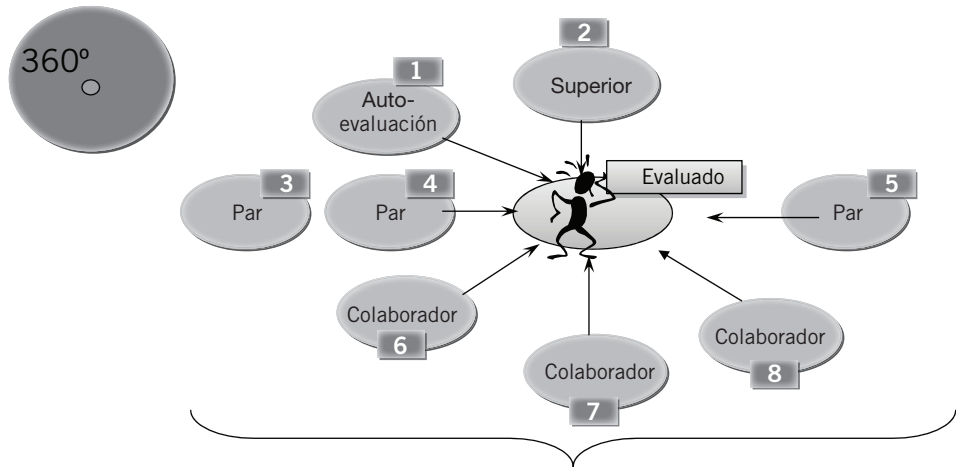 360º
1
Auto-
evaluación
2
Superior
3
Par
4
Par
Evaluado
5
Par
Colaborador
6
Colaborador
7
Colaborador
8